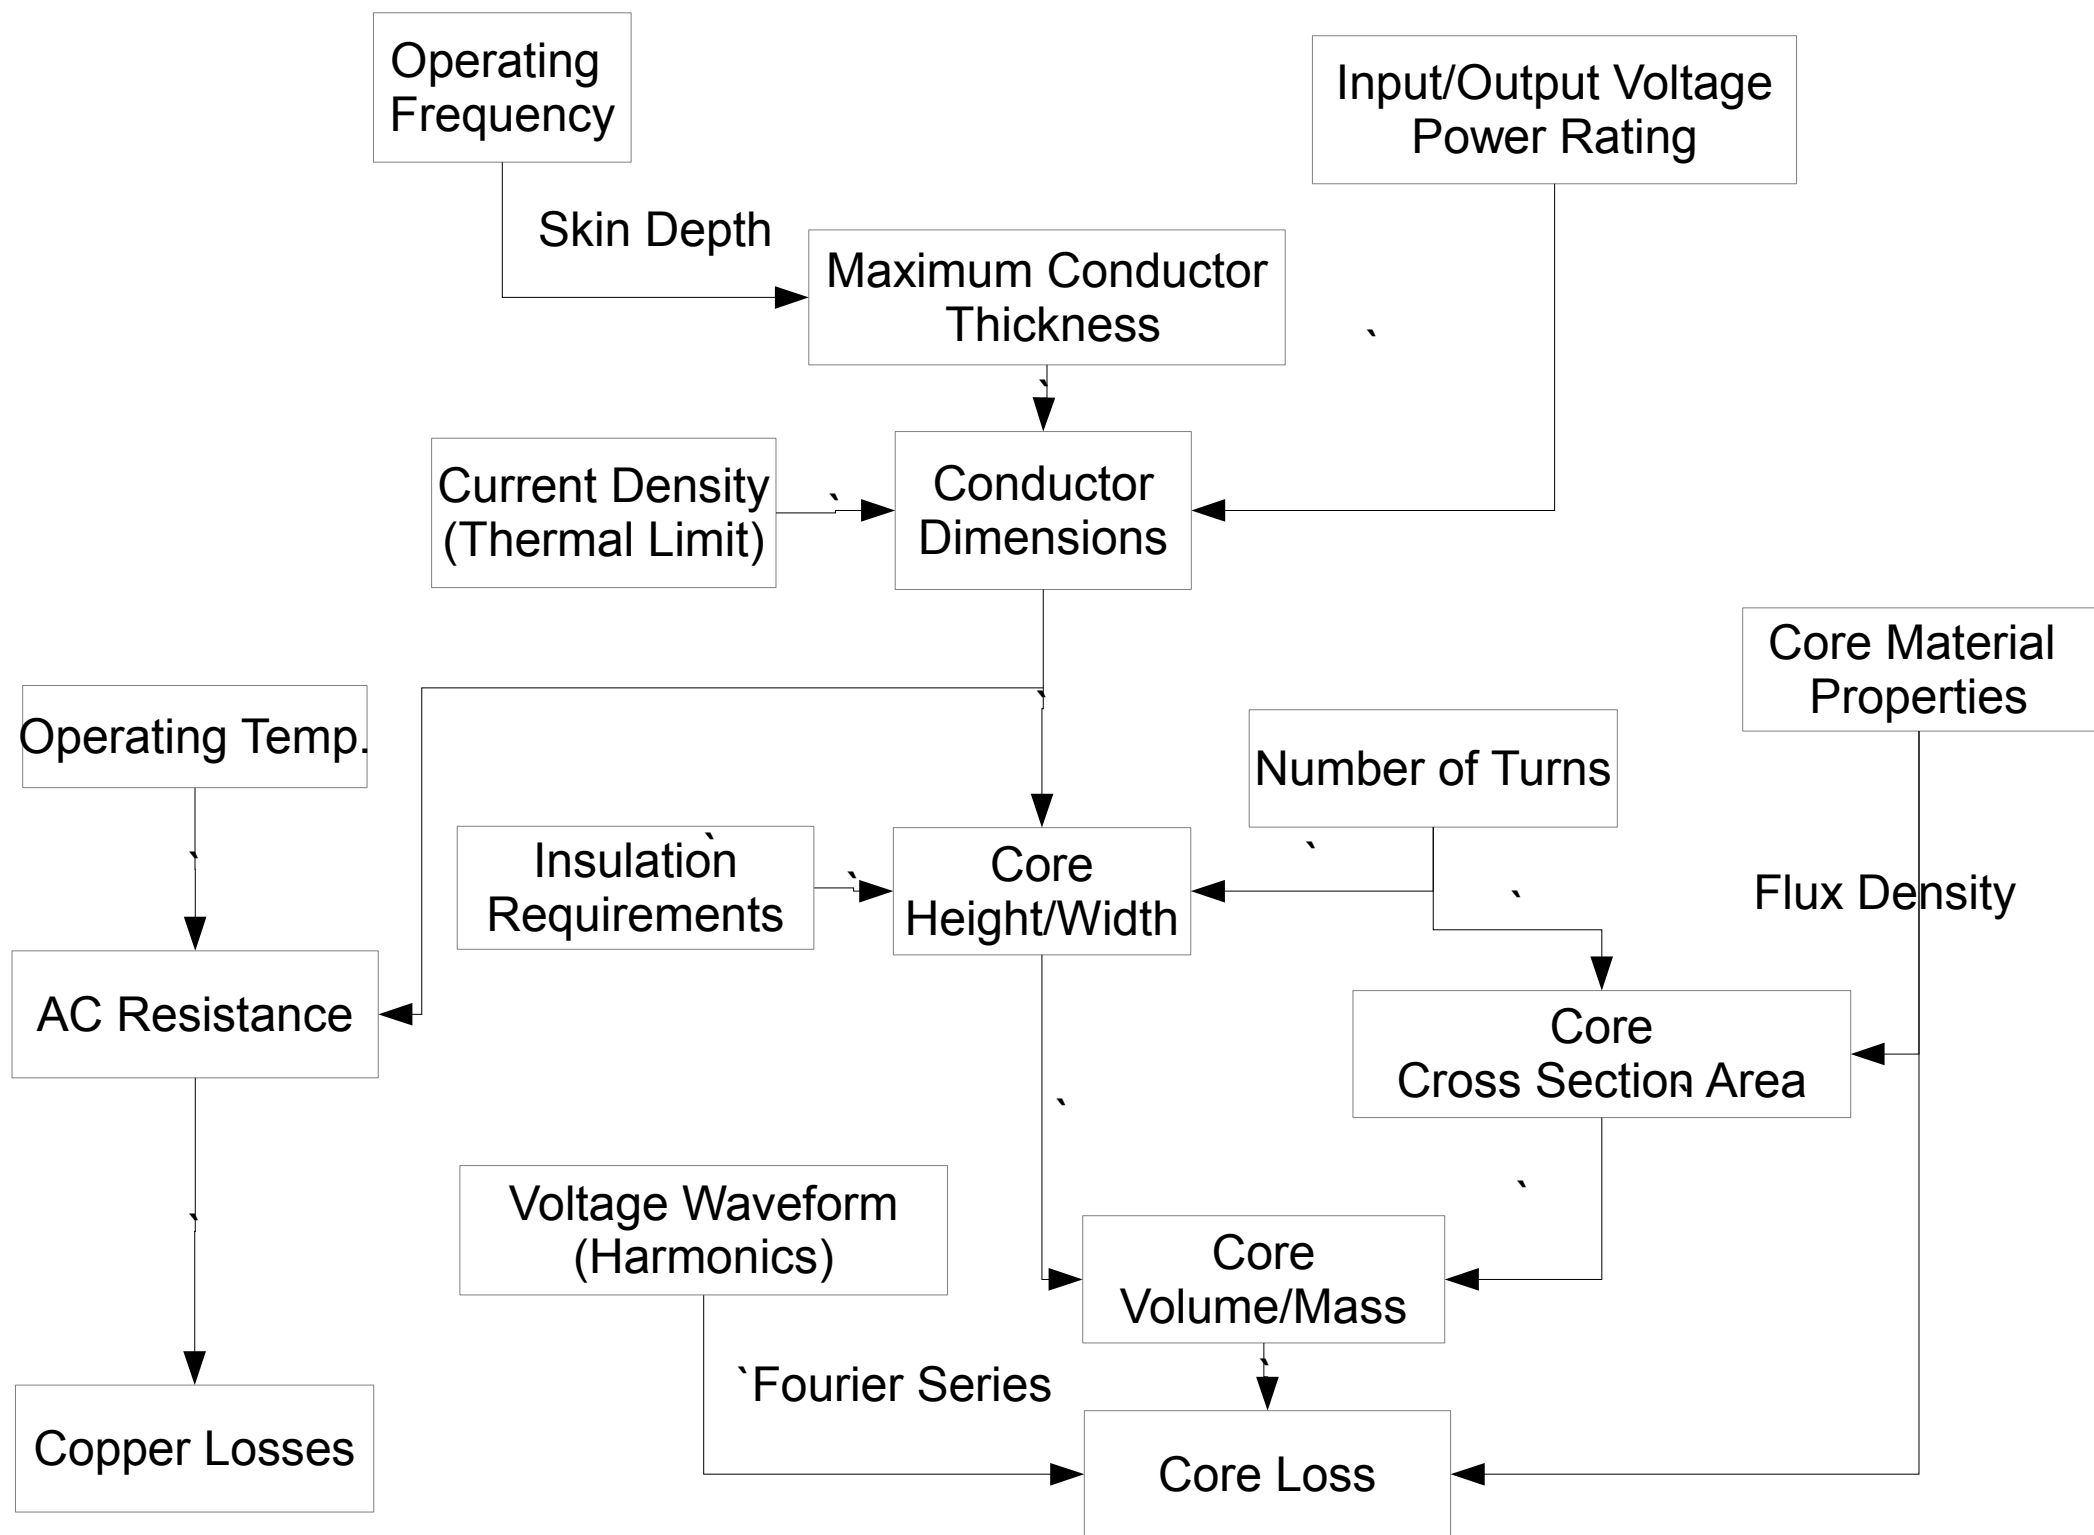 Operating
Frequency
Input/Output Voltage
Power Rating
Skin Depth
Maximum Conductor
Thickness
`
`
Current Density
(Thermal Limit)
`
Conductor
Dimensions
Core Material
Properties
`
Operating Temp.
Number of Turns
`
Insulation
Requirements
`
`
Core
Height/Width
`
`
Flux Density
AC Resistance
Core
Cross Section Area
`
`
Voltage Waveform
(Harmonics)
`
`
Core
Volume/Mass
`
`Fourier Series
Copper Losses
Core Loss